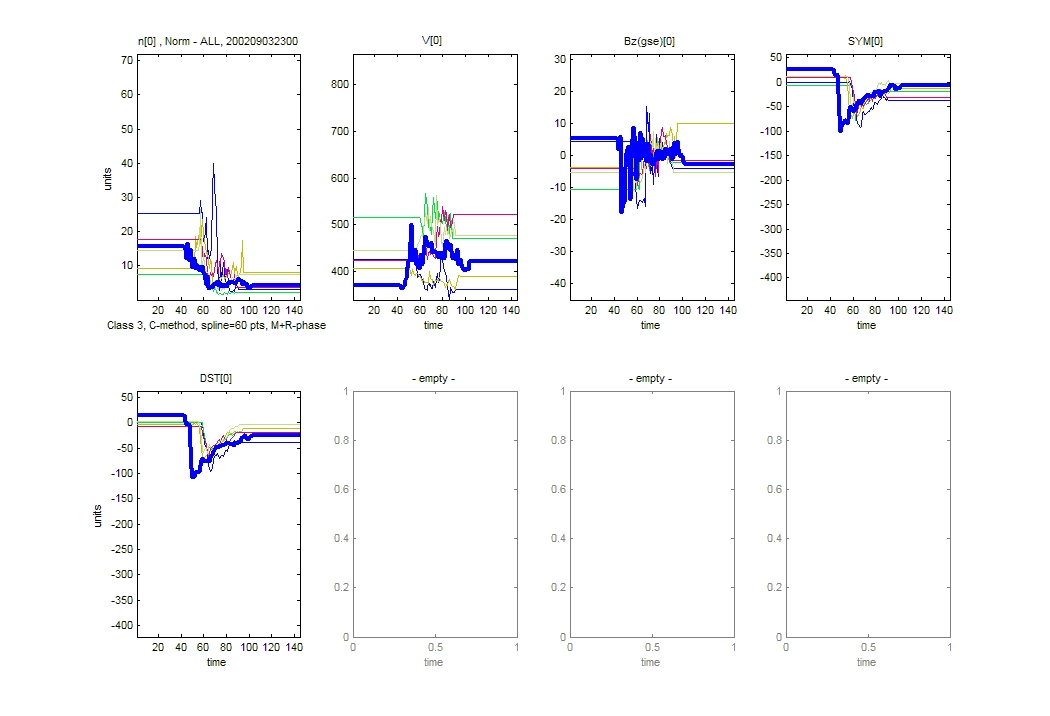 n[0] , Norm - ALL, 200209032300
V[0]
Bz(gse)[0]
SYM[0]
70
60
50
40
30
20
10
units
800
700
600
500
400
30
20
10
0
-10
-20
-30
-40
50
0
-50
-100
-150
-200
-250
-300
-350
-400
20 40 60 80 100 120 140
20 40 60 80 100 120 140
20 40 60 80 100 120 140
Class 3, C-method, spline=60 pts, M+R-phase
time
time
time
DST[0]
- empty -
- empty -
- empty -
50
0
-50
-100
-150
-200
-250
-300
-350
-400
units
1
0.8
0.6
0.4
0.2
0
1
0.8
0.6
0.4
0.2
0
1
0.8
0.6
0.4
0.2
0
20 40 60 80 100 120 140
0 0.5 1
0 0.5 1
0 0.5 1
time
time
time
time